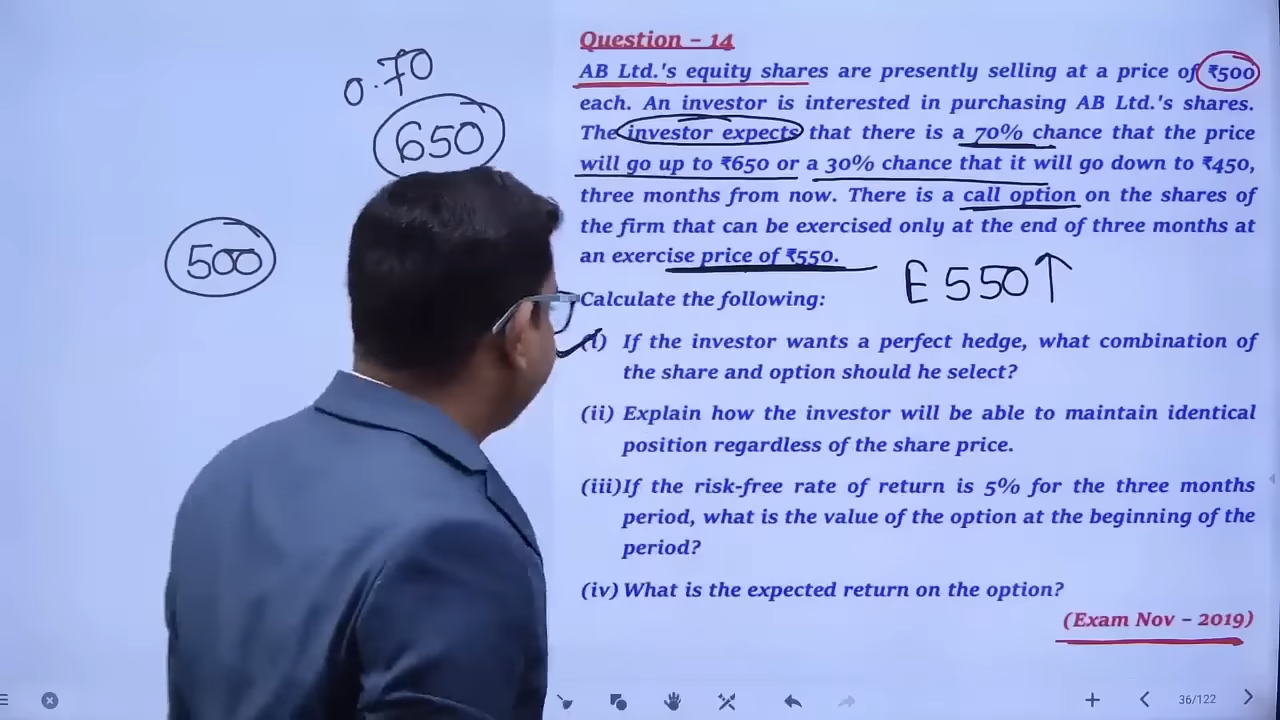 Question – 14
AB Ltd.'s equity shares are presently selling at a price of ₹500
each. An investor is interested in purchasing AB Ltd.'s shares.
The investor expects that there is a 70% chance that the price
will go up to ₹650 or a 30% chance that it will go down to ₹450,
three months from now. There is a call option on the shares of
the firm that can be exercised only at the end of three months at
an exercise price of ₹550.
E 550↑
Calculate the following:
(i) If the investor wants a perfect hedge, what combination of
the share and option should he select?
(ii) Explain how the investor will be able to maintain identical
position regardless of the share price.
(iii) If the risk-free rate of return is 5% for the three months
period, what is the value of the option at the beginning of the
period?
(iv) What is the expected return on the option?
(Exam Nov – 2019)
0.70
650
500
36/122